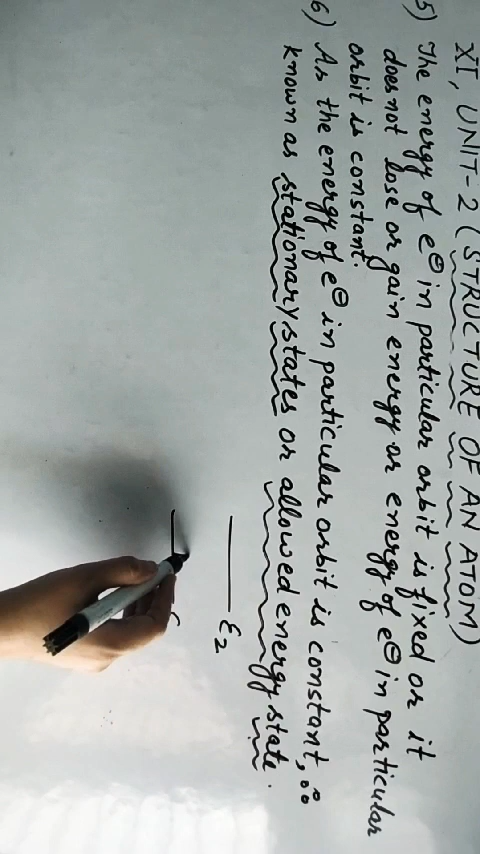 XI, UNIT-2 (STRUCTURE OF AN ATOM)
5) The energy of e⊖ in particular orbit is fixed or it
does not lose or gain energy or energy of e⊖ in particular
orbit is constant.
6) As the energy of e⊖ in particular orbit is constant, ∴
known as stationary states or allowed energy state.
E2